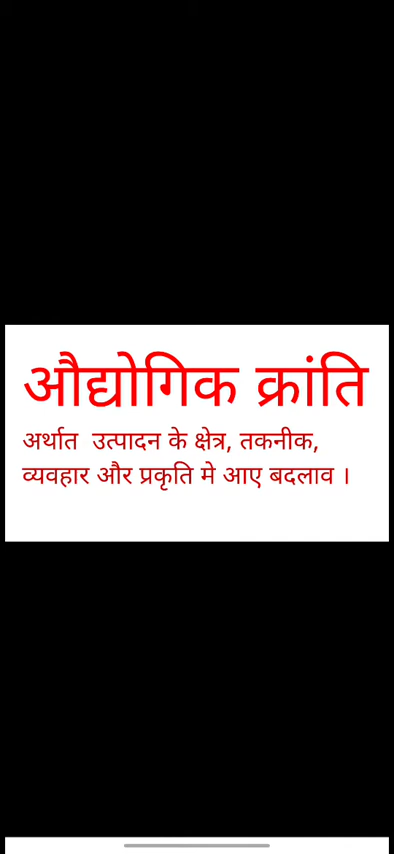 औद्योगिक क्रांति
अर्थात उत्पादन के क्षेत्र, तकनीक,
व्यवहार और प्रकृति मे आए बदलाव ।